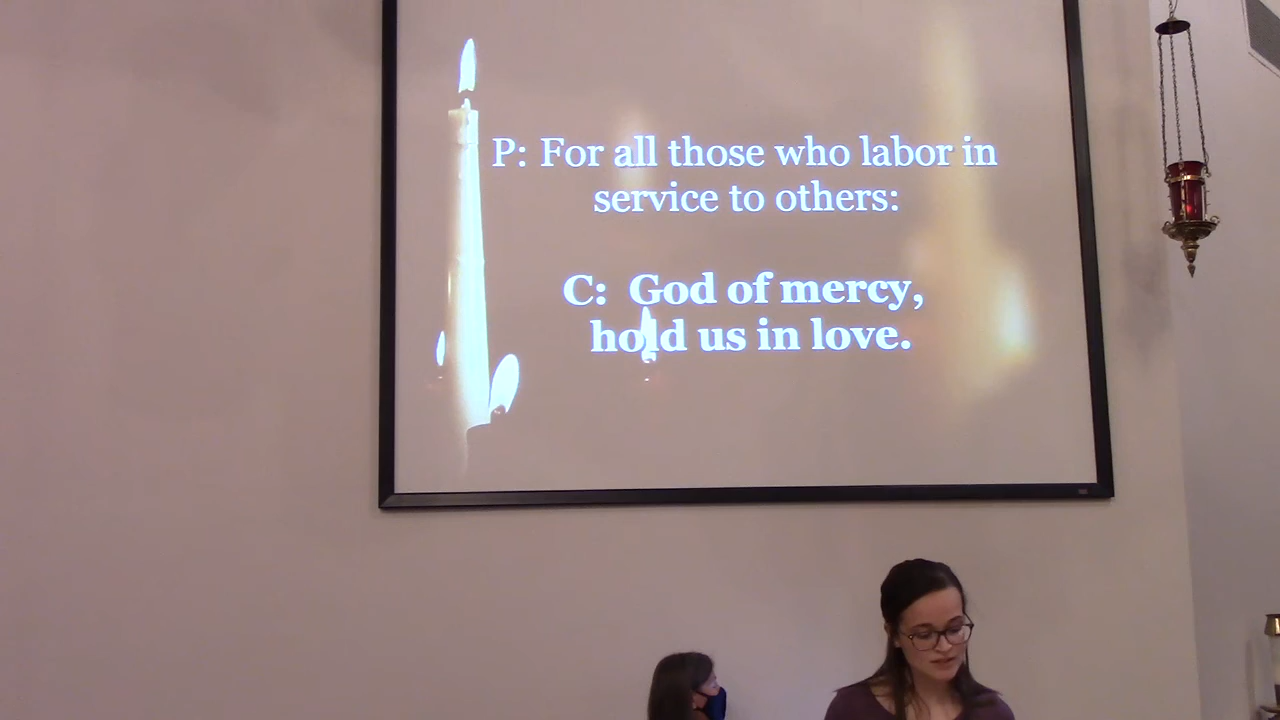 P: For all those who labor in
service to others:
C: God of mercy,
hold us in love.